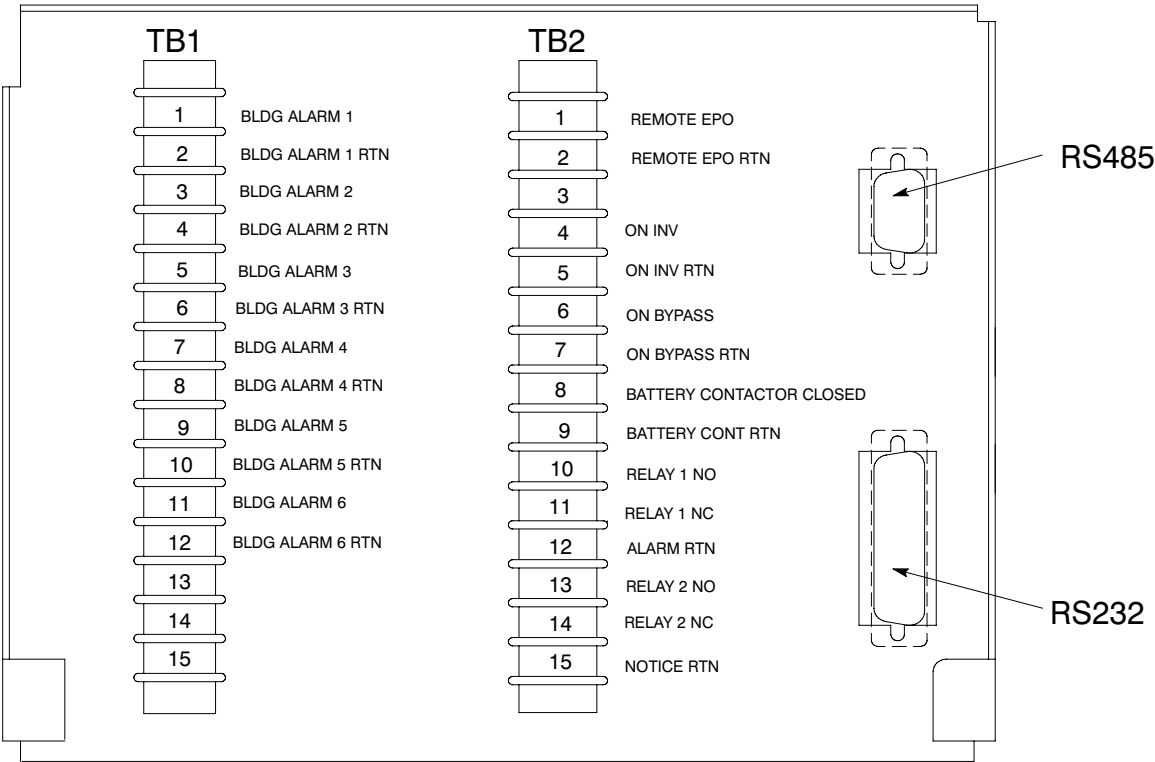 TB1
1 BLDG ALARM 1
2 BLDG ALARM 1 RTN
3 BLDG ALARM 2
4 BLDG ALARM 2 RTN
5 BLDG ALARM 3
6 BLDG ALARM 3 RTN
7 BLDG ALARM 4
8 BLDG ALARM 4 RTN
9 BLDG ALARM 5
10 BLDG ALARM 5 RTN
11 BLDG ALARM 6
12 BLDG ALARM 6 RTN
13
14
15
TB2
1 REMOTE EPO
2 REMOTE EPO RTN
3
4 ON INV
5 ON INV RTN
6 ON BYPASS
7 ON BYPASS RTN
8 BATTERY CONTACTOR CLOSED
9 BATTERY CONT RTN
10 RELAY 1 NO
11 RELAY 1 NC
12 ALARM RTN
13 RELAY 2 NO
14 RELAY 2 NC
15 NOTICE RTN
RS485
RS232